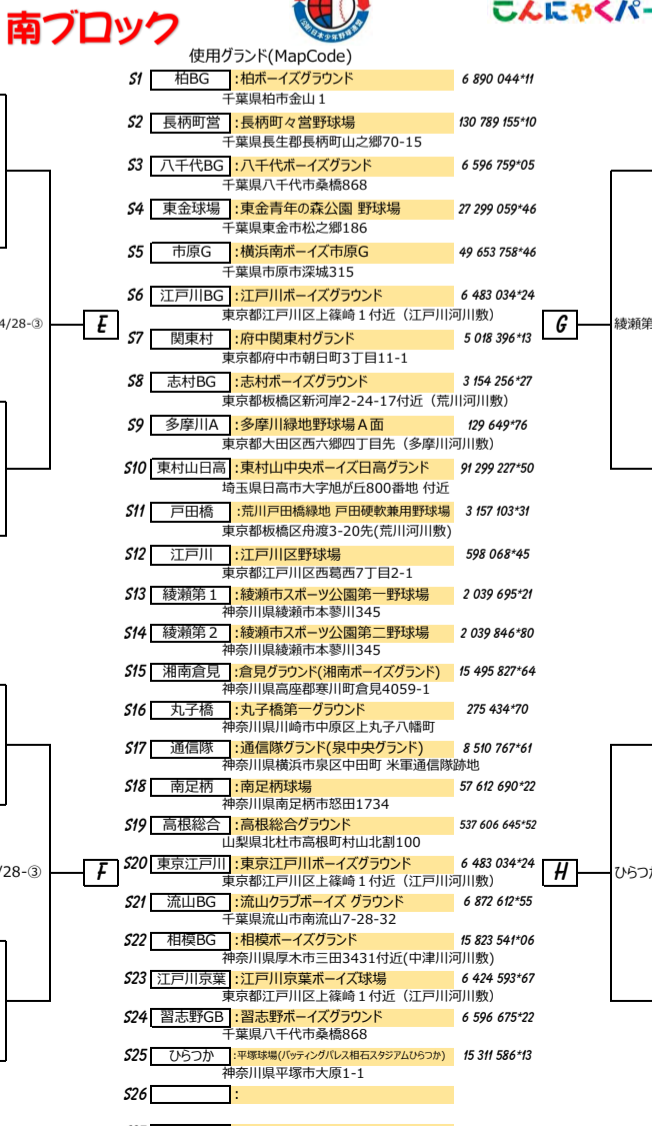 南ブロック
こんにゃくパー
使用グランド(MapCode)
S1 柏BG :柏ボーイズグラウンド 6 890 044*11
千葉県柏市金山1
S2 長柄町営 :長柄町々営野球場 130 789 155*10
千葉県長生郡長柄町山之郷70-15
S3 八千代BG :八千代ボーイズグランド 6 596 759*05
千葉県八千代市桑橋868
S4 東金球場 :東金青年の森公園 野球場 27 299 059*46
千葉県東金市松之郷186
S5 市原G :横浜南ボーイズ市原G 49 653 758*46
千葉県市原市深城315
S6 江戸川BG :江戸川ボーイズグラウンド 6 483 034*24
東京都江戸川区上篠崎1付近（江戸川河川敷）
4/28-③ E G 綾瀬第
S7 関東村 :府中関東村グランド 5 018 396*13
東京都府中市朝日町3丁目11-1
S8 志村BG :志村ボーイズグラウンド 3 154 256*27
東京都板橋区新河岸2-24-17付近（荒川河川敷）
S9 多摩川A :多摩川緑地野球場A面 129 649*76
東京都大田区西六郷四丁目先（多摩川河川敷）
S10 東村山日高 :東村山中央ボーイズ日高グランド 91 299 227*50
埼玉県日高市大字旭が丘800番地 付近
S11 戸田橋 :荒川戸田橋緑地 戸田硬軟兼用野球場 3 157 103*31
東京都板橋区舟渡3-20先(荒川河川敷)
S12 江戸川 :江戸川区野球場 598 068*45
東京都江戸川区西葛西7丁目2-1
S13 綾瀬第1 :綾瀬市スポーツ公園第一野球場 2 039 695*21
神奈川県綾瀬市本蓼川345
S14 綾瀬第2 :綾瀬市スポーツ公園第二野球場 2 039 846*80
神奈川県綾瀬市本蓼川345
S15 湘南倉見 :倉見グラウンド(湘南ボーイズグランド) 15 495 827*64
神奈川県高座郡寒川町倉見4059-1
S16 丸子橋 :丸子橋第一グラウンド 275 434*70
神奈川県川崎市中原区上丸子八幡町
S17 通信隊 :通信隊グランド(泉中央グランド) 8 510 767*61
神奈川県横浜市泉区中田町 米軍通信隊跡地
S18 南足柄 :南足柄球場 57 612 690*22
神奈川県南足柄市怒田1734
S19 高根総合 :高根総合グラウンド 537 606 645*52
山梨県北杜市高根町村山北割100
/28-③ F S20 東京江戸川 :東京江戸川ボーイズグラウンド 6 483 034*24 H ひらつか
東京都江戸川区上篠崎1付近（江戸川河川敷）
S21 流山BG :流山クラブボーイズ グラウンド 6 872 612*55
千葉県流山市南流山7-28-32
S22 相模BG :相模ボーイズグランド 15 823 541*06
神奈川県厚木市三田3431付近(中津川河川敷)
S23 江戸川京葉 :江戸川京葉ボーイズ球場 6 424 593*67
東京都江戸川区上篠崎1付近（江戸川河川敷）
S24 習志野GB :習志野ボーイズグラウンド 6 596 675*22
千葉県八千代市桑橋868
S25 ひらつか :平塚球場(バッティングパレス相石スタジアムひらつか) 15 311 586*13
神奈川県平塚市大原1-1
S26 :